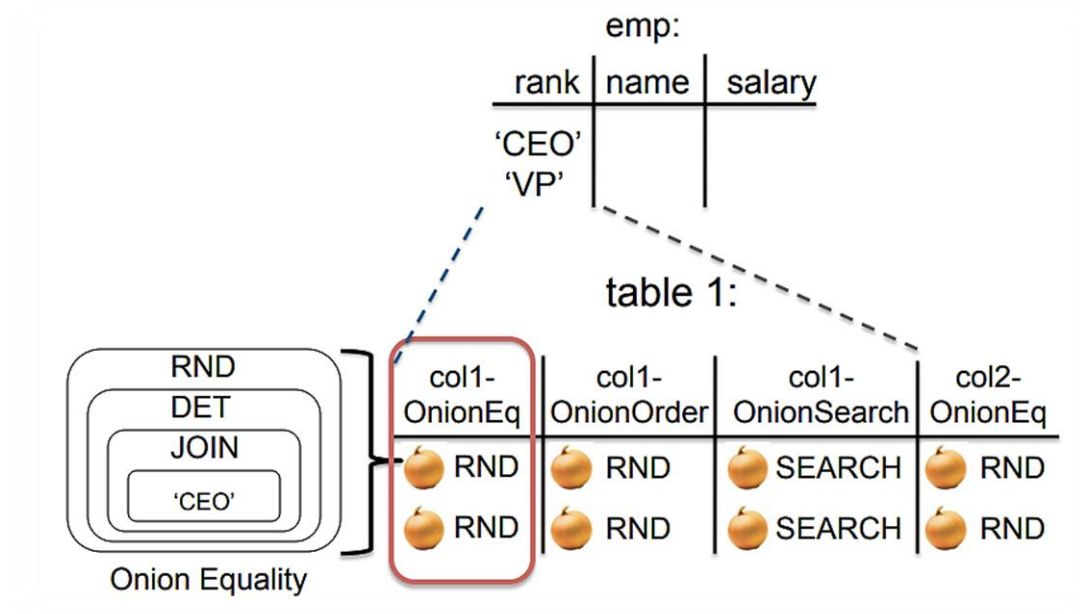 emp:
rank name salary
‘CEO’
‘VP’
table 1:
RND
DET
JOIN
‘CEO’
Onion Equality
col1- col1- col1- col2-
OnionEq OnionOrder OnionSearch OnionEq
RND RND SEARCH RND
RND RND SEARCH RND